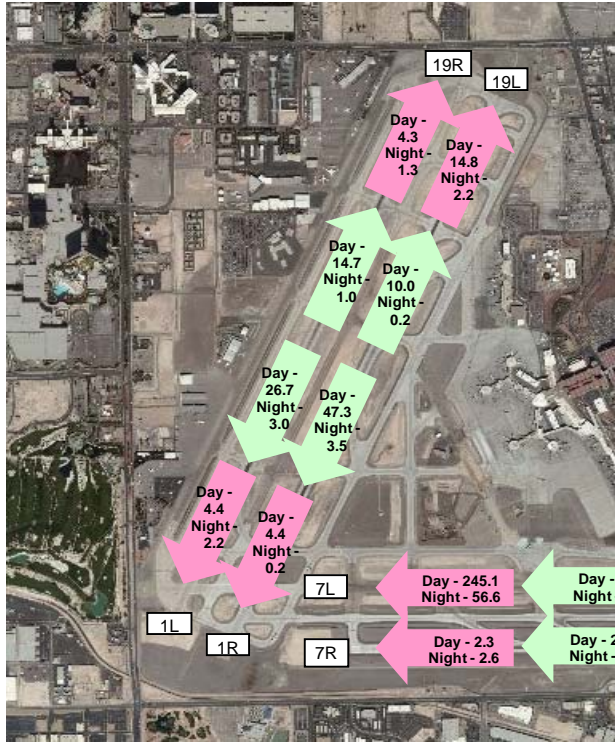 19R
19L
Day -
4.3
Night -
1.3
Day -
14.8
Night -
2.2
Day -
14.7
Night -
1.0
Day -
10.0
Night -
0.2
Day -
26.7
Night -
3.0
Day -
47.3
Night -
3.5
Day -
4.4
Night -
2.2
Day -
4.4
Night -
0.2
7L
Day - 245.1
Night - 56.6
Day -
Night
1L
1R
7R
Day - 2.3
Night - 2.6
Day - 2
Night -